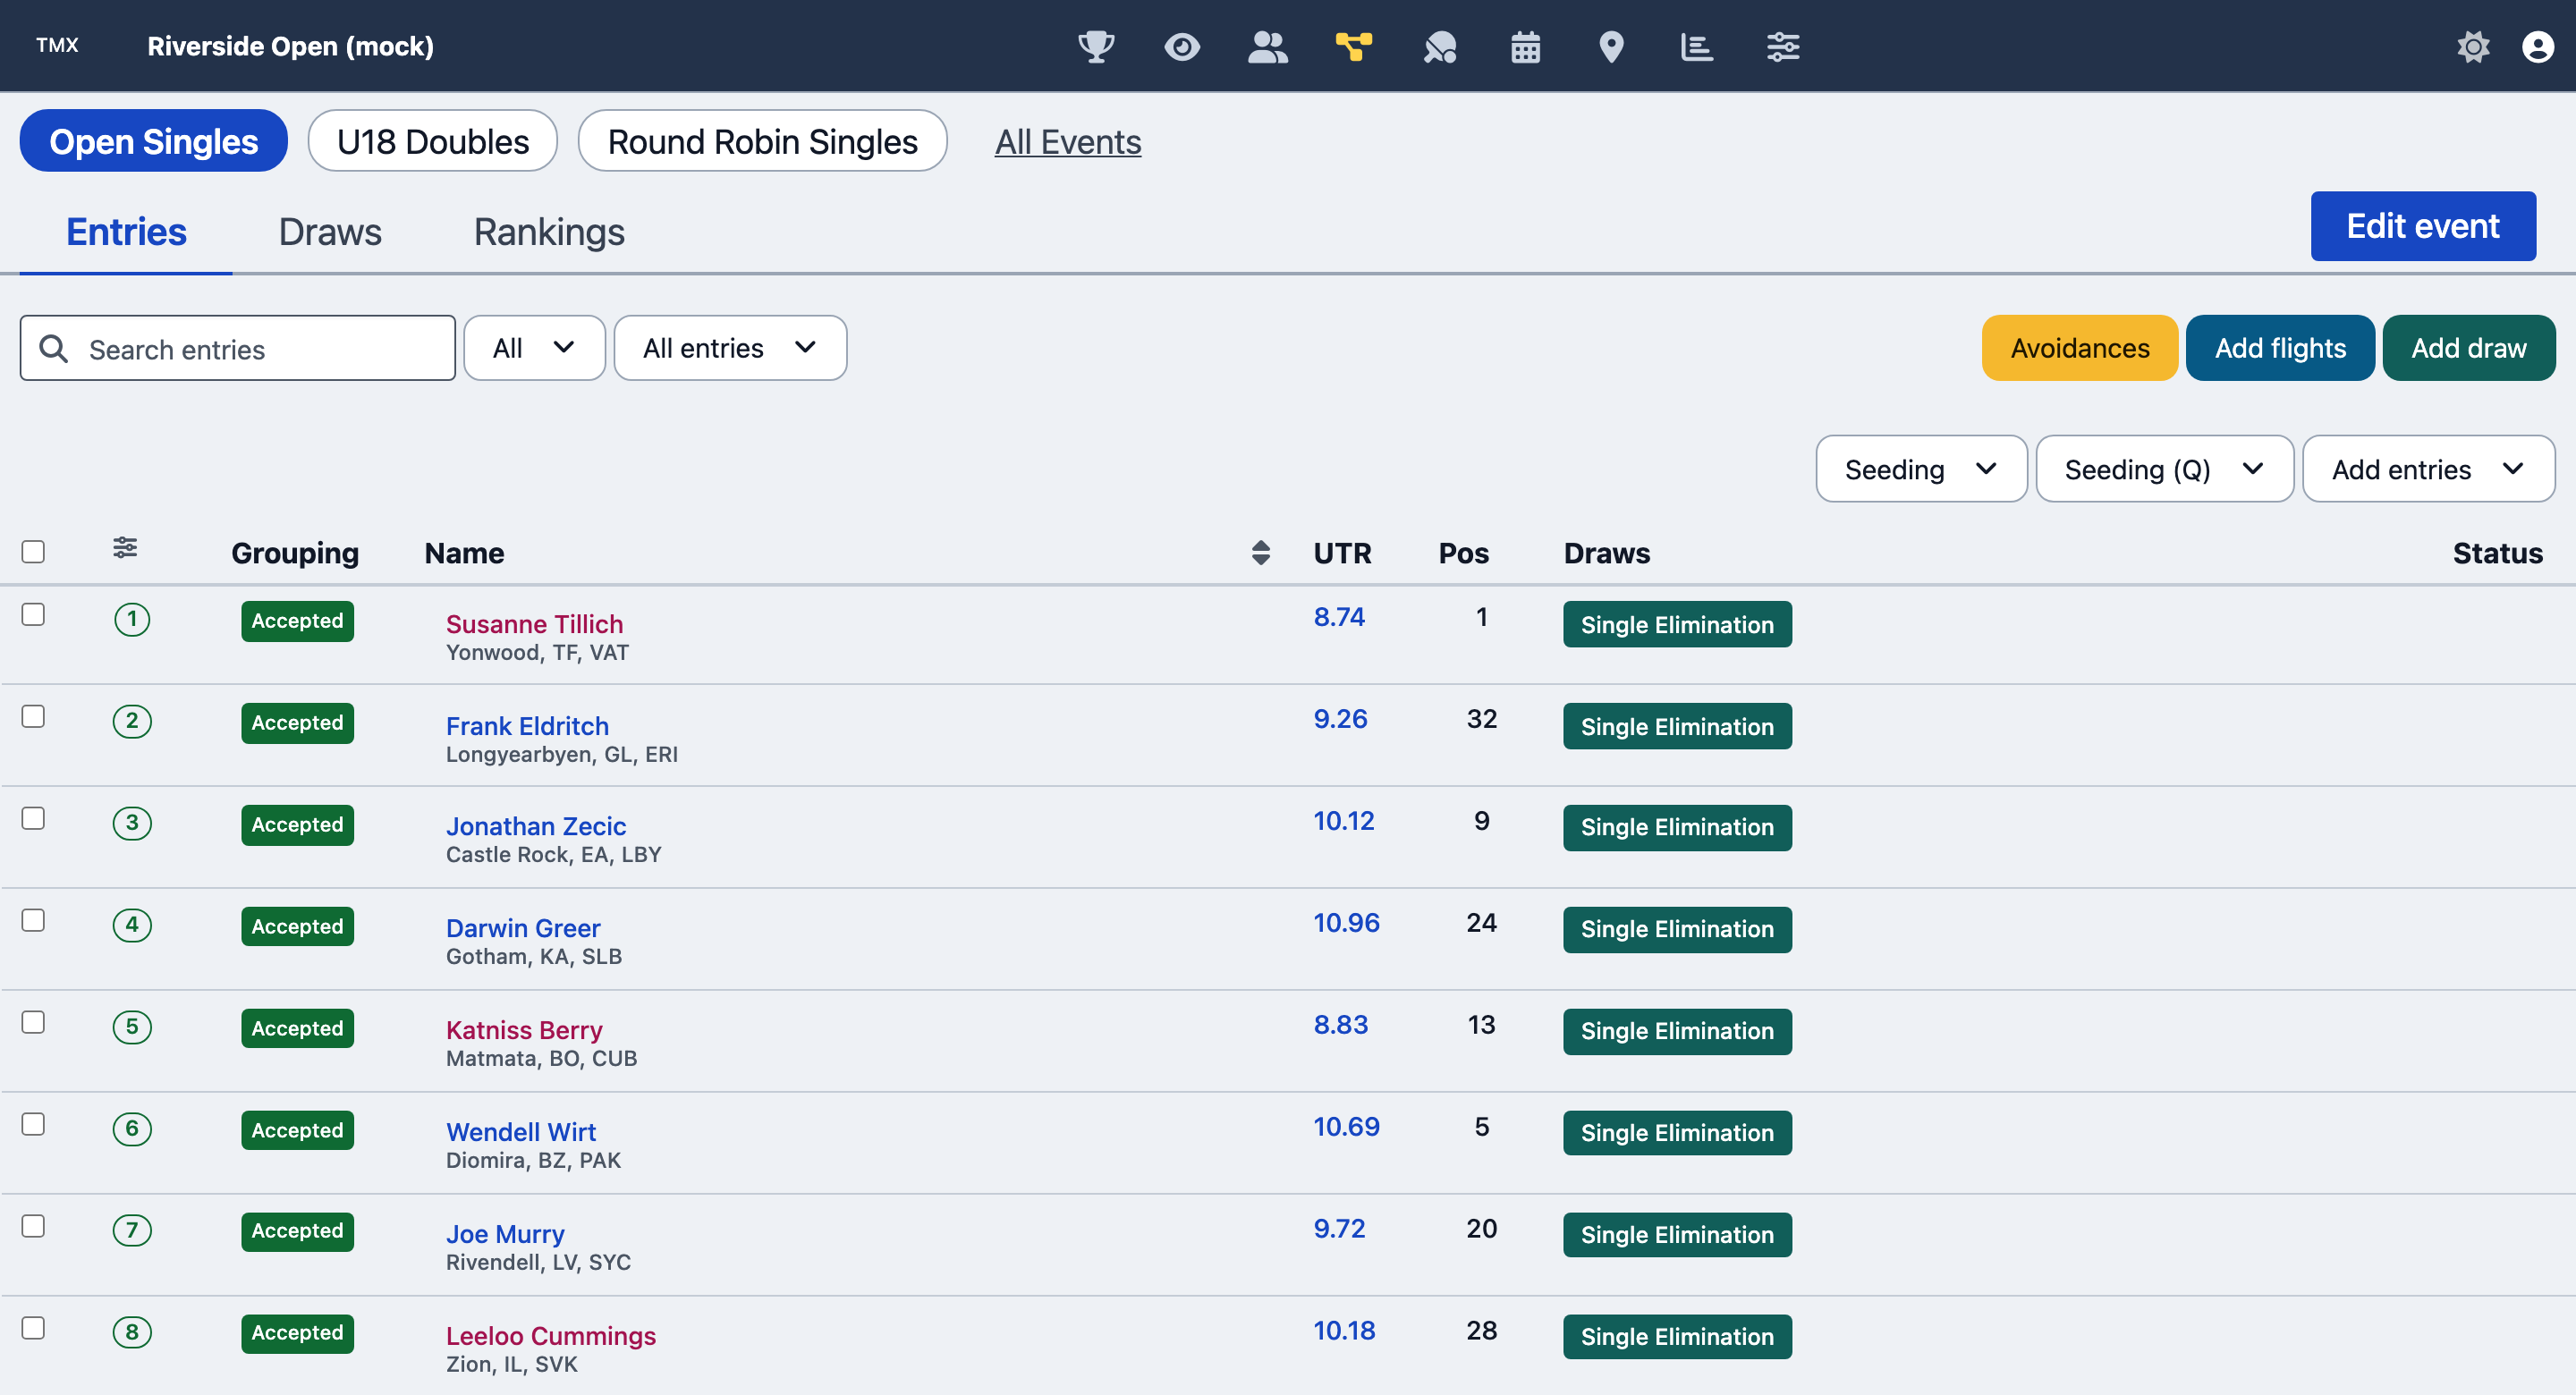 TMX Riverside Open (mock)
Open Singles U18 Doubles Round Robin Singles All Events
Entries Draws Rankings Edit event
Search entries All All entries Avoidances Add flights Add draw
Seeding Seeding (Q) Add entries
Grouping Name UTR Pos Draws Status
1 Accepted Susanne Tillich 8.74 1 Single Elimination
Yonwood, TF, VAT
2 Accepted Frank Eldritch 9.26 32 Single Elimination
Longyearbyen, GL, ERI
3 Accepted Jonathan Zecic 10.12 9 Single Elimination
Castle Rock, EA, LBY
4 Accepted Darwin Greer 10.96 24 Single Elimination
Gotham, KA, SLB
5 Accepted Katniss Berry 8.83 13 Single Elimination
Matmata, BO, CUB
6 Accepted Wendell Wirt 10.69 5 Single Elimination
Diomira, BZ, PAK
7 Accepted Joe Murry 9.72 20 Single Elimination
Rivendell, LV, SYC
8 Accepted Leeloo Cummings 10.18 28 Single Elimination
Zion, IL, SVK